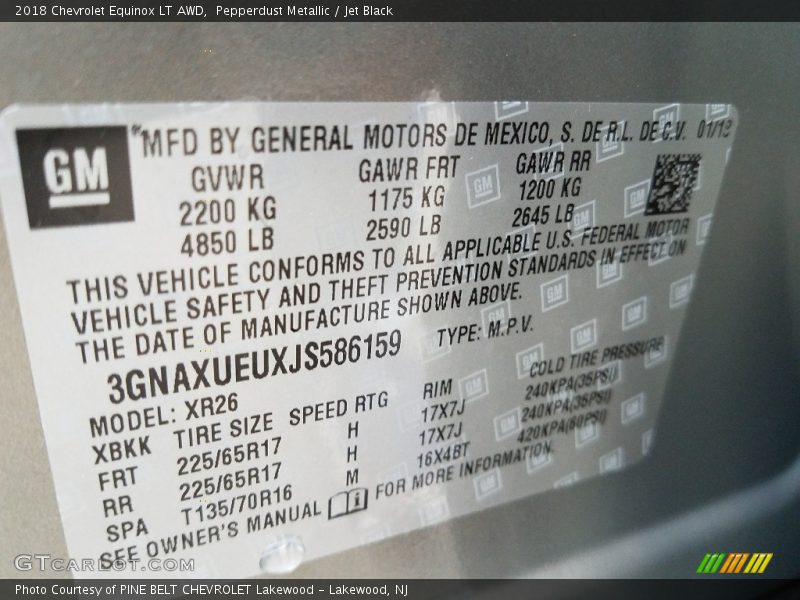 2018 Chevrolet Equinox LT AWD, Pepperdust Metallic / Jet Black
GM
"MFD BY GENERAL MOTORS DE MEXICO, S. DE R.L. DE C.V. 01/18
GVWR GAWR FRT GAWR RR
2200 KG 1175 KG 1200 KG
4850 LB 2590 LB 2645 LB
THIS VEHICLE CONFORMS TO ALL APPLICABLE U.S. FEDERAL MOTOR
VEHICLE SAFETY AND THEFT PREVENTION STANDARDS IN EFFECT ON
THE DATE OF MANUFACTURE SHOWN ABOVE.
3GNAXUEUXJS586159 TYPE: M.P.V.
MODEL: XR26
XBKK TIRE SIZE SPEED RTG RIM COLD TIRE PRESSURE
FRT 225/65R17 H 17X7J 240KPA(35PSI)
RR 225/65R17 H 17X7J 240KPA(35PSI)
SPA T135/70R16 M 16X4BT 420KPA(60PSI)
SEE OWNER'S MANUAL FOR MORE INFORMATION.
GTcarlot.com
Photo Courtesy of PINE BELT CHEVROLET Lakewood - Lakewood, NJ